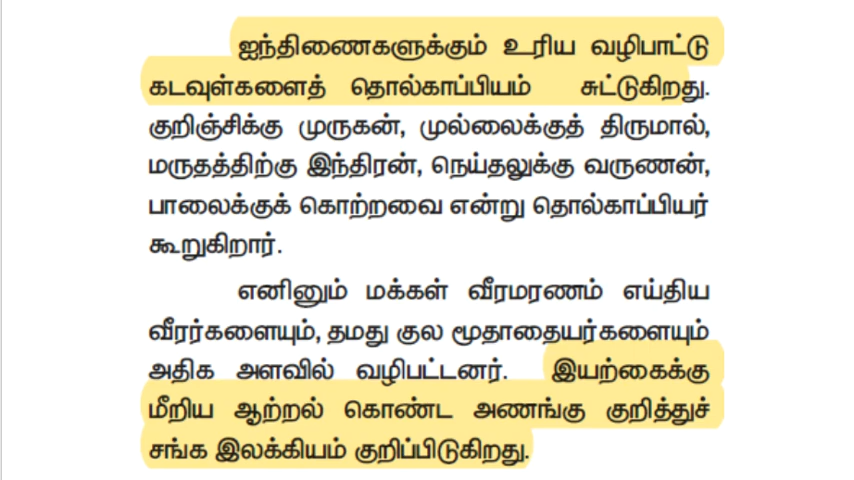 ஐந்திணைகளுக்கும் உரிய வழிபாட்டு
கடவுள்களைத் தொல்காப்பியம் சுட்டுகிறது.
குறிஞ்சிக்கு முருகன், முல்லைக்குத் திருமால்,
மருதத்திற்கு இந்திரன், நெய்தலுக்கு வருணன்,
பாலைக்குக் கொற்றவை என்று தொல்காப்பியர்
கூறுகிறார்.
எனினும் மக்கள் வீரமரணம் எய்திய
வீரர்களையும், தமது குல மூதாதையர்களையும்
அதிக அளவில் வழிபட்டனர். இயற்கைக்கு
மீறிய ஆற்றல் கொண்ட அணங்கு குறித்துச்
சங்க இலக்கியம் குறிப்பிடுகிறது.